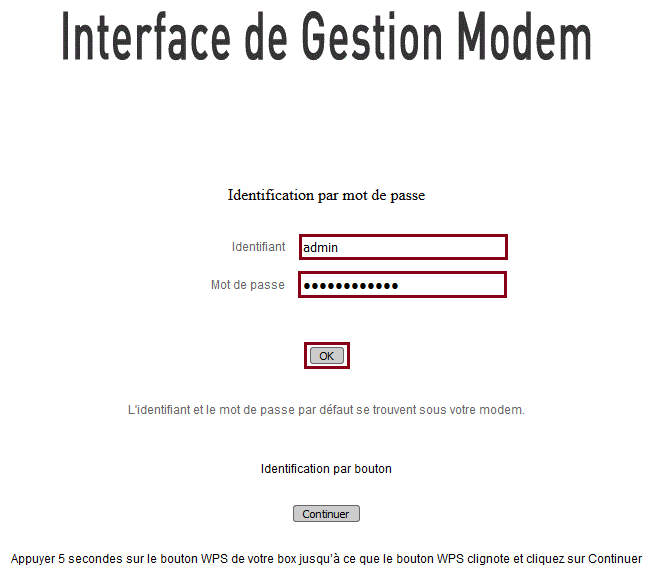 Interface de Gestion Modem
Identification par mot de passe
Identifiant admin
Mot de passe ●●●●●●●●●●●●
OK
L'identifiant et le mot de passe par défaut se trouvent sous votre modem.
Identification par bouton
Continuer
Appuyer 5 secondes sur le bouton WPS de votre box jusqu'à ce que le bouton WPS clignote et cliquez sur Continuer